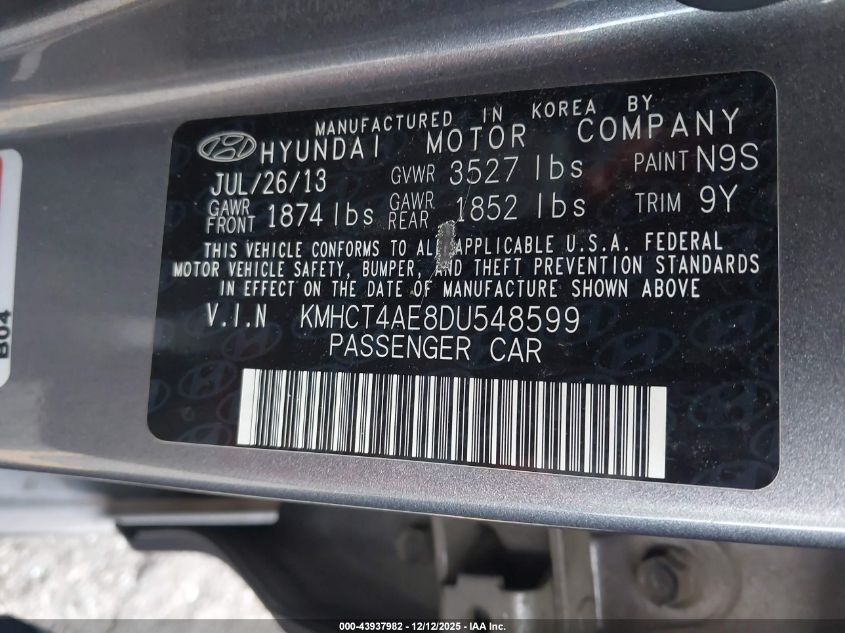 MANUFACTURED IN KOREA BY
HYUNDAI MOTOR COMPANY
JUL/26/13 GVWR 3527 lbs PAINT N9S
GAWR FRONT 1874 lbs GAWR REAR 1852 lbs TRIM 9Y
THIS VEHICLE CONFORMS TO ALL APPLICABLE U.S.A. FEDERAL
MOTOR VEHICLE SAFETY, BUMPER, AND THEFT PREVENTION STANDARDS
IN EFFECT ON THE DATE OF MANUFACTURE SHOWN ABOVE
V.I.N KMHCT4AE8DU548599
PASSENGER CAR
B04
000-43937982 - 12/12/2025 - IAA Inc.